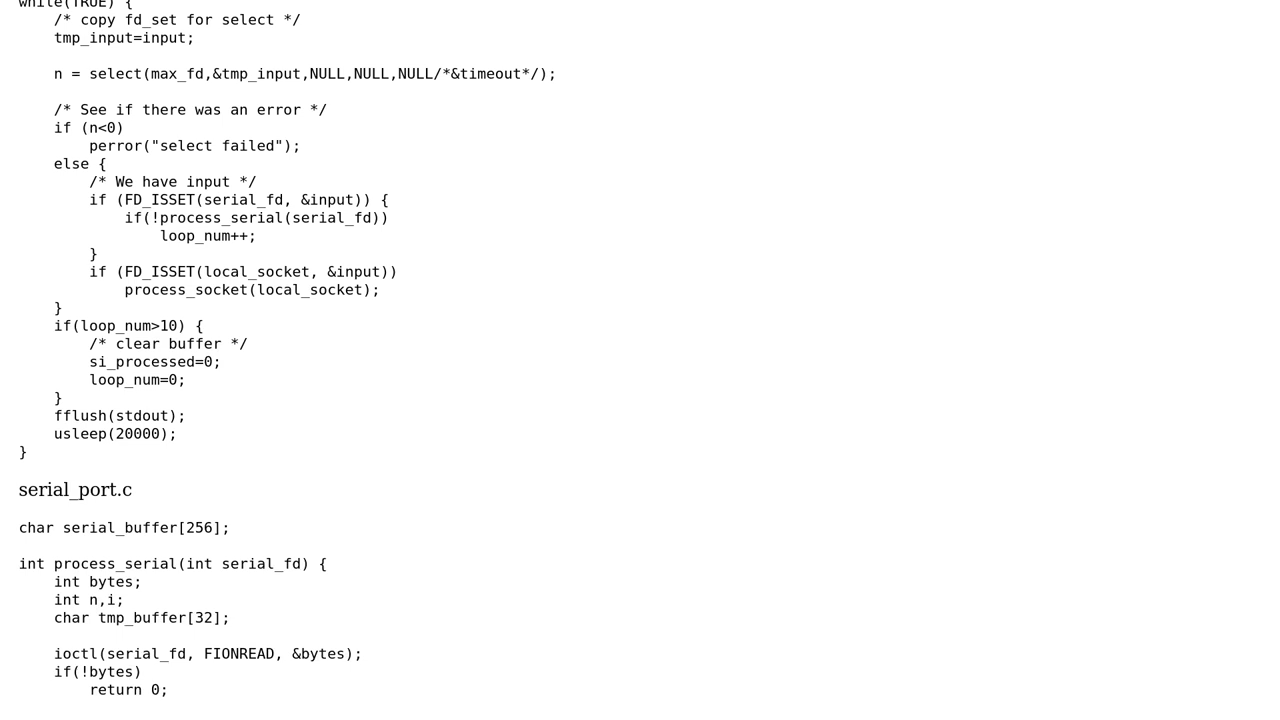 while(TRUE) {
    /* copy fd_set for select */
    tmp_input=input;
    n = select(max_fd,&tmp_input,NULL,NULL,NULL/*&timeout*/);
    /* See if there was an error */
    if (n<0)
        perror("select failed");
    else {
        /* We have input */
        if (FD_ISSET(serial_fd, &input)) {
            if(!process_serial(serial_fd))
                loop_num++;
        }
        if (FD_ISSET(local_socket, &input))
            process_socket(local_socket);
    }
    if(loop_num>10) {
        /* clear buffer */
        si_processed=0;
        loop_num=0;
    }
    fflush(stdout);
    usleep(20000);
}
serial_port.c
char serial_buffer[256];
int process_serial(int serial_fd) {
    int bytes;
    int n,i;
    char tmp_buffer[32];
    ioctl(serial_fd, FIONREAD, &bytes);
    if(!bytes)
        return 0;